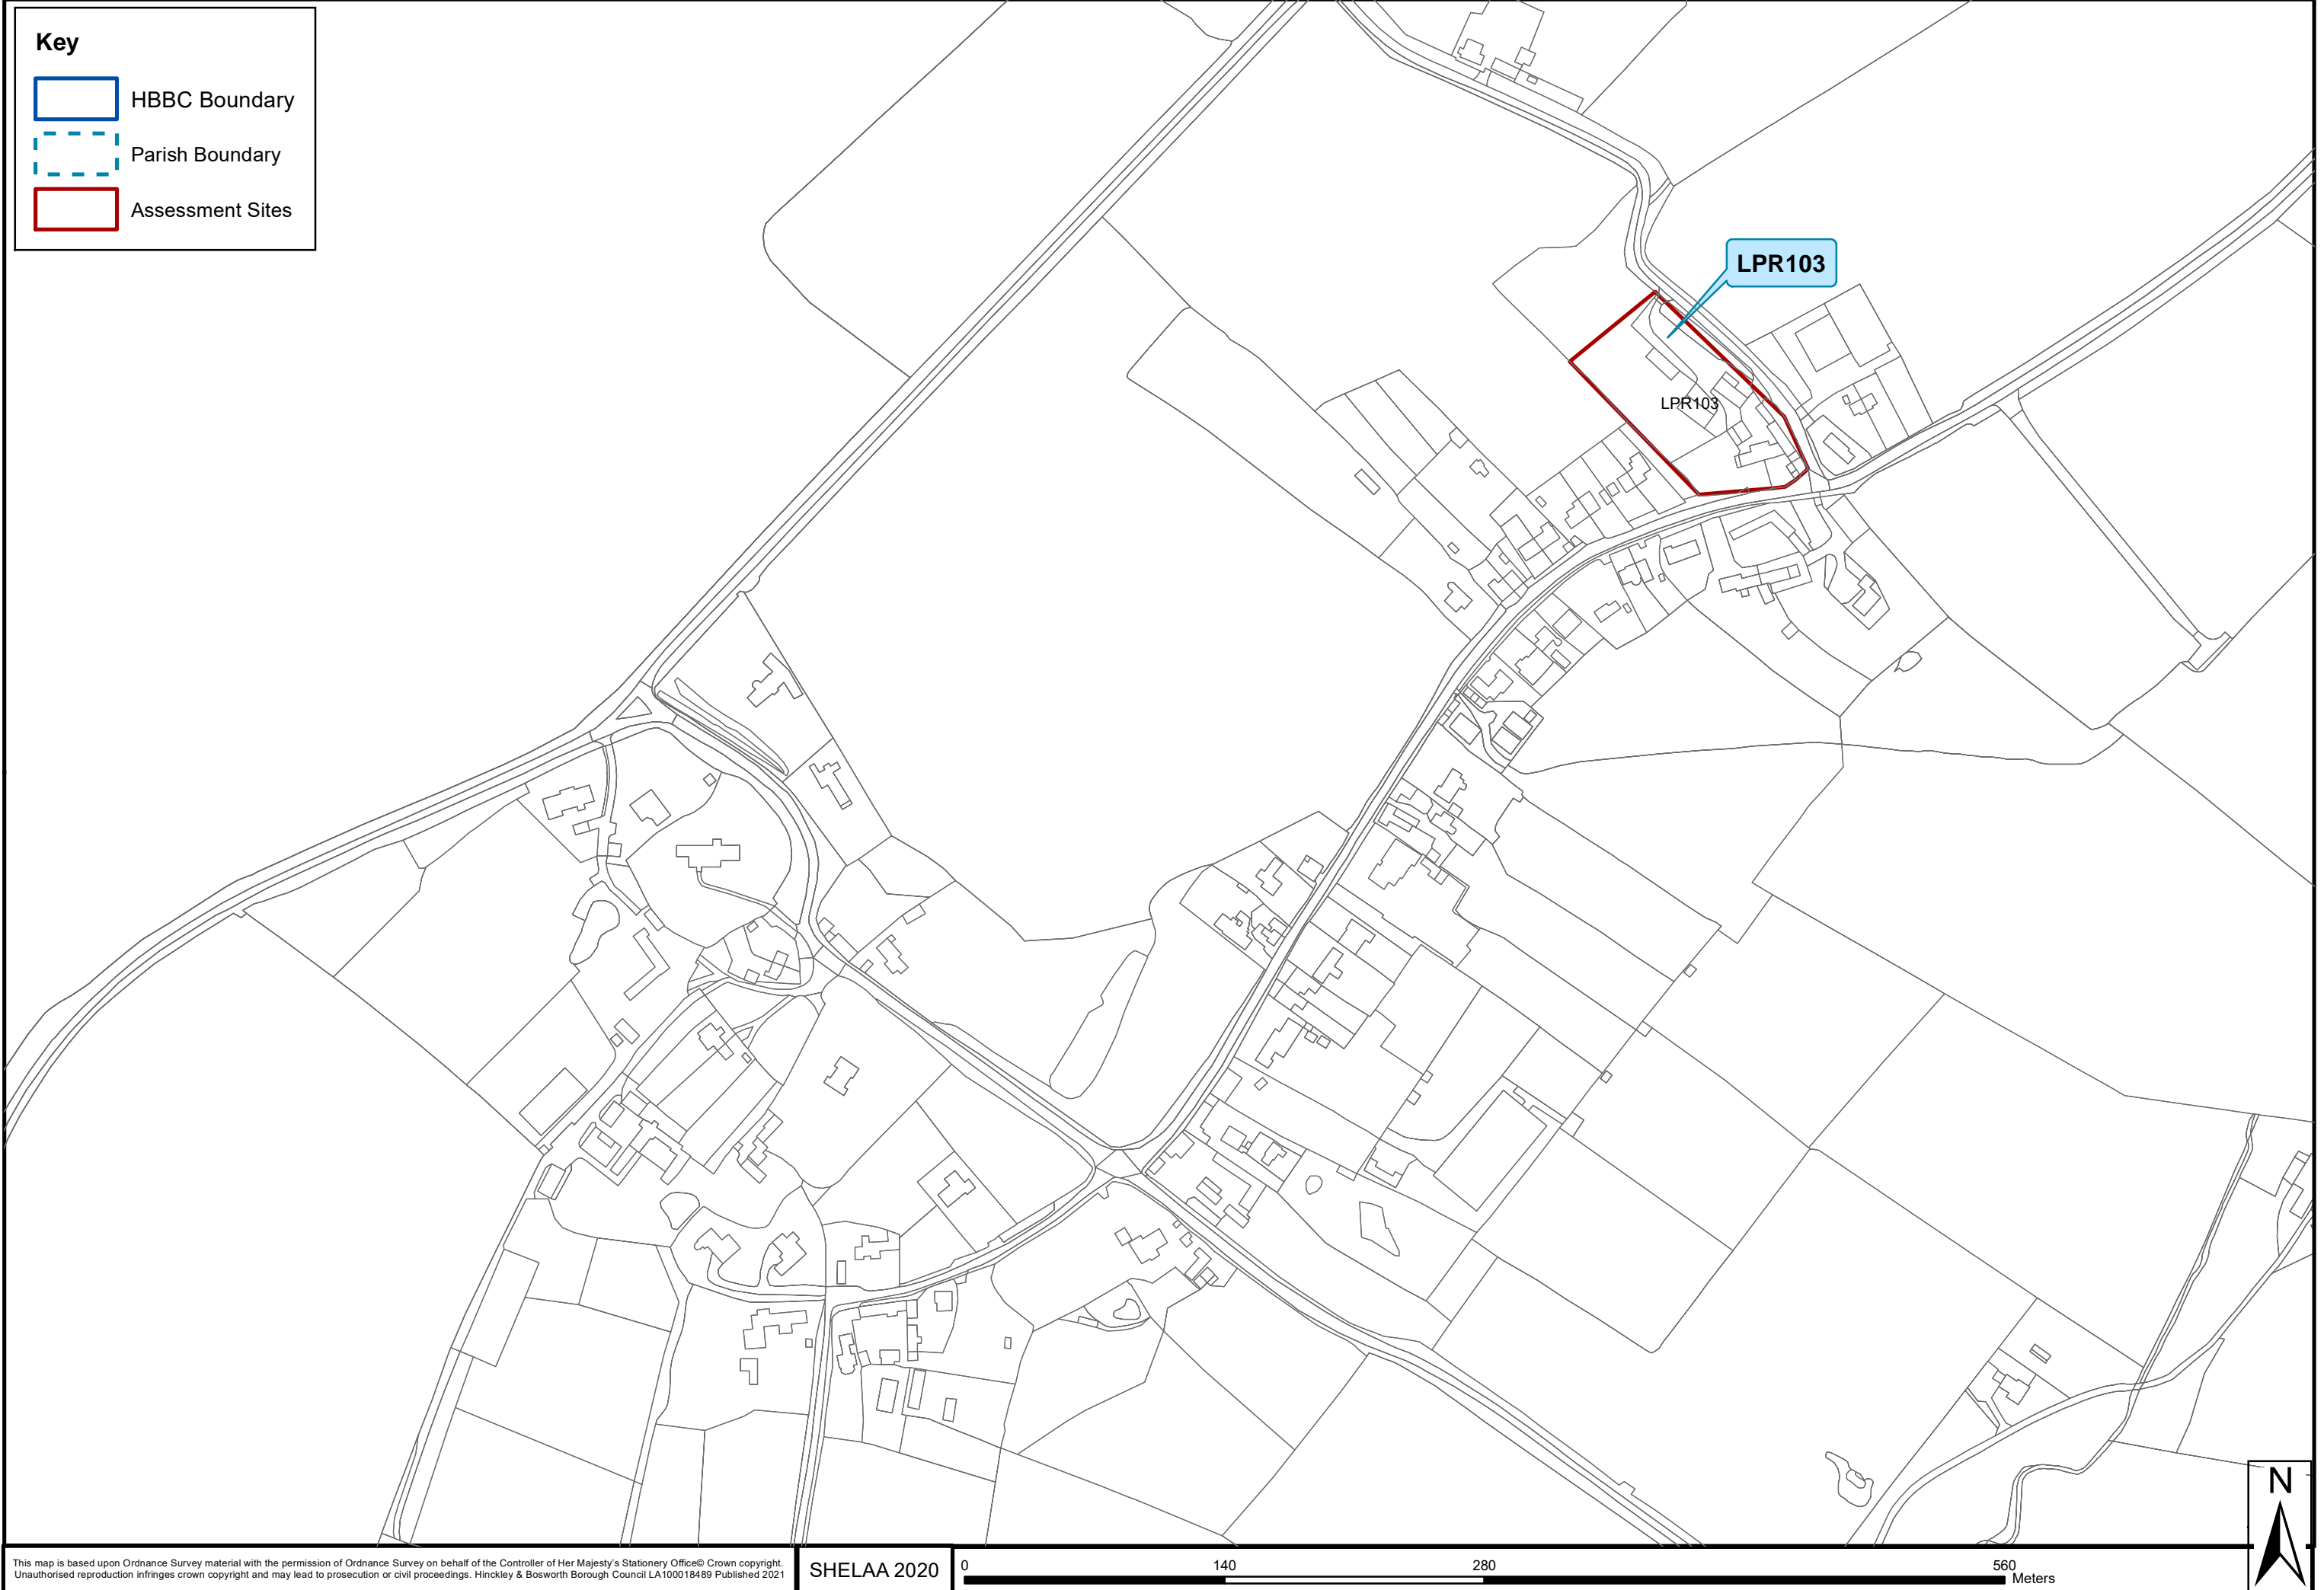 Key
HBBC Boundary
Parish Boundary
Assessment Sites
LPR103
LPR103
N
This map is based upon Ordnance Survey material with the permission of Ordnance Survey on behalf of the Controller of Her Majesty's Stationery Office© Crown copyright.
Unauthorised reproduction infringes crown copyright and may lead to prosecution or civil proceedings. Hinckley & Bosworth Borough Council LA100018489 Published 2021
SHELAA 2020
0 140 280 560
Meters